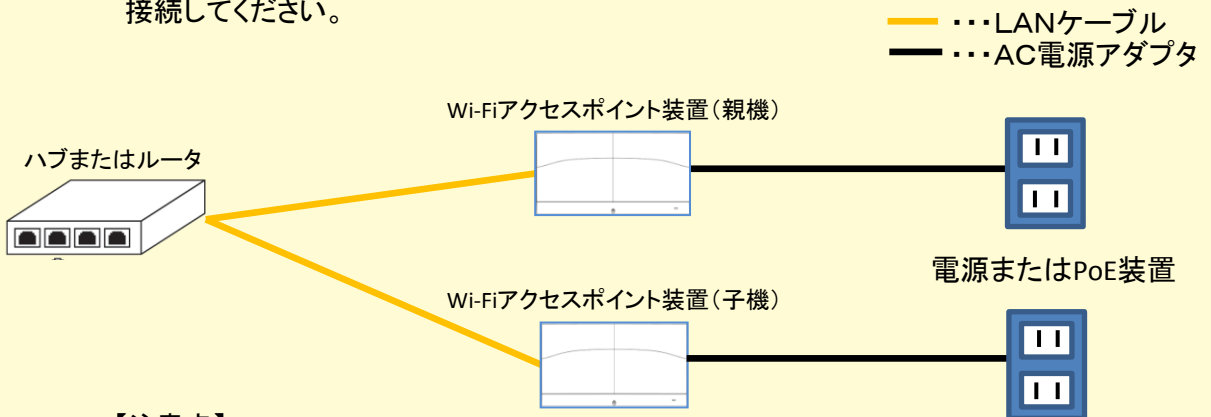 接続してください。
・・・LANケーブル
・・・AC電源アダプタ
Wi-Fiアクセスポイント装置(親機)
ハブまたはルータ
電源またはPoE装置
Wi-Fiアクセスポイント装置(子機)